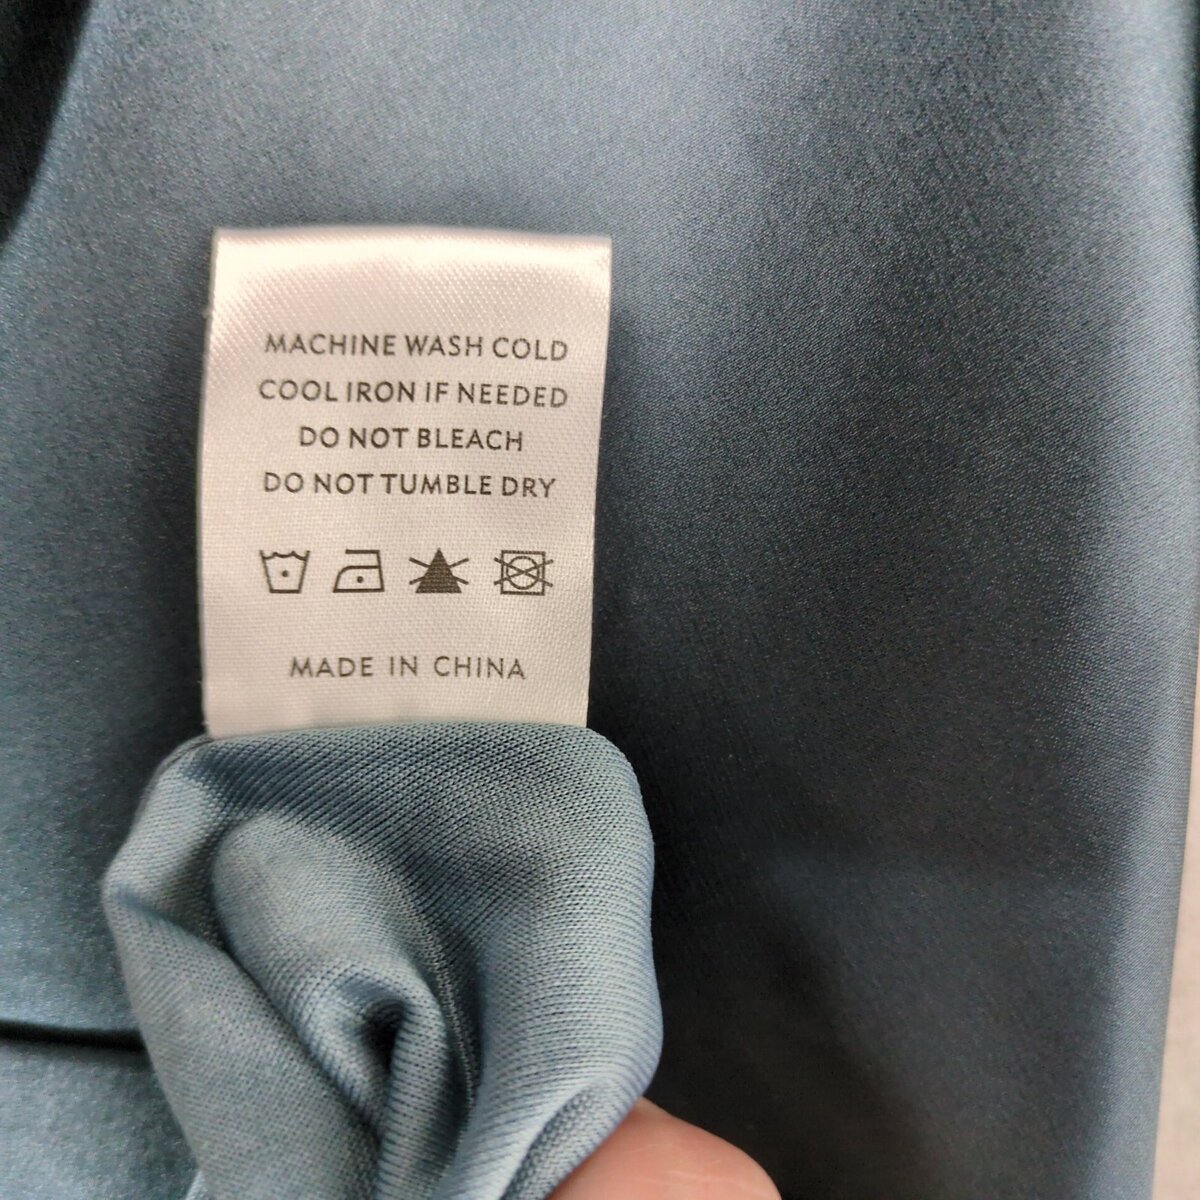 MACHINE WASH COLD
COOL IRON IF NEEDED
DO NOT BLEACH
DO NOT TUMBLE DRY
MADE IN CHINA